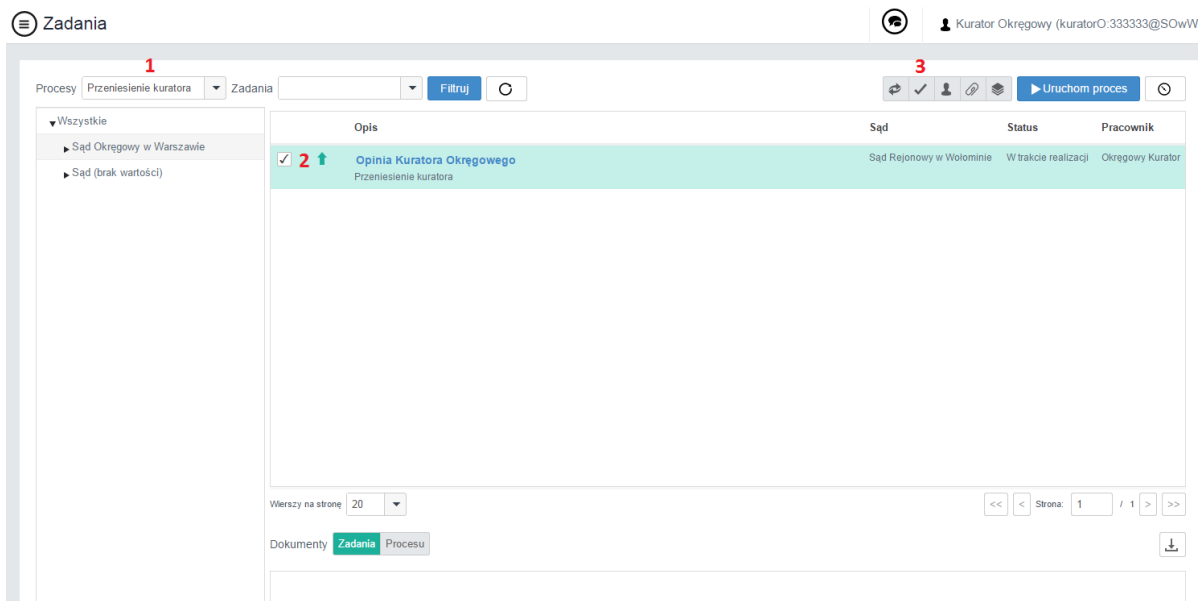 Zadania
Kurator Okręgowy (kuratorO:333333@SOwW
1
3
Procesy Przeniesienie kuratora Zadania Filtruj Uruchom proces
Wszystkie
Sąd Okręgowy w Warszawie
Sąd (brak wartości)
Opis Sąd Status Pracownik
2 Opinia Kuratora Okręgowego Sąd Rejonowy w Wołominie W trakcie realizacji Okręgowy Kurator
Przeniesienie kuratora
Wierszy na stronę 20 << < Strona: 1 / 1 > >>
Dokumenty Zadania Procesu